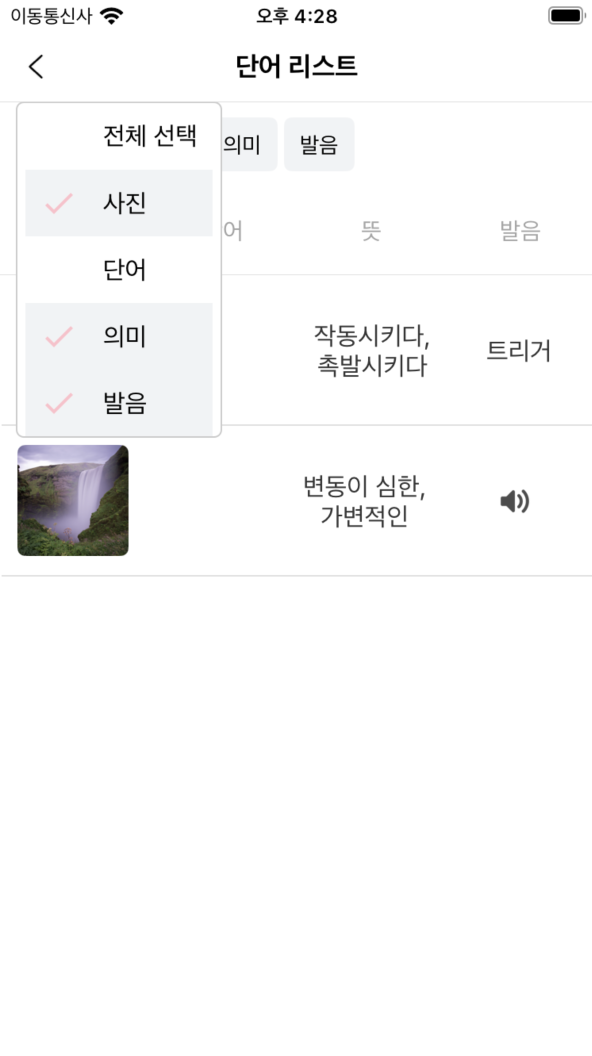 이동통신사
오후 4:28
단어 리스트
전체 선택
사진
단어
의미
발음
의미
발음
어
뜻
발음
작동시키다,
촉발시키다
트리거
변동이 심한,
가변적인